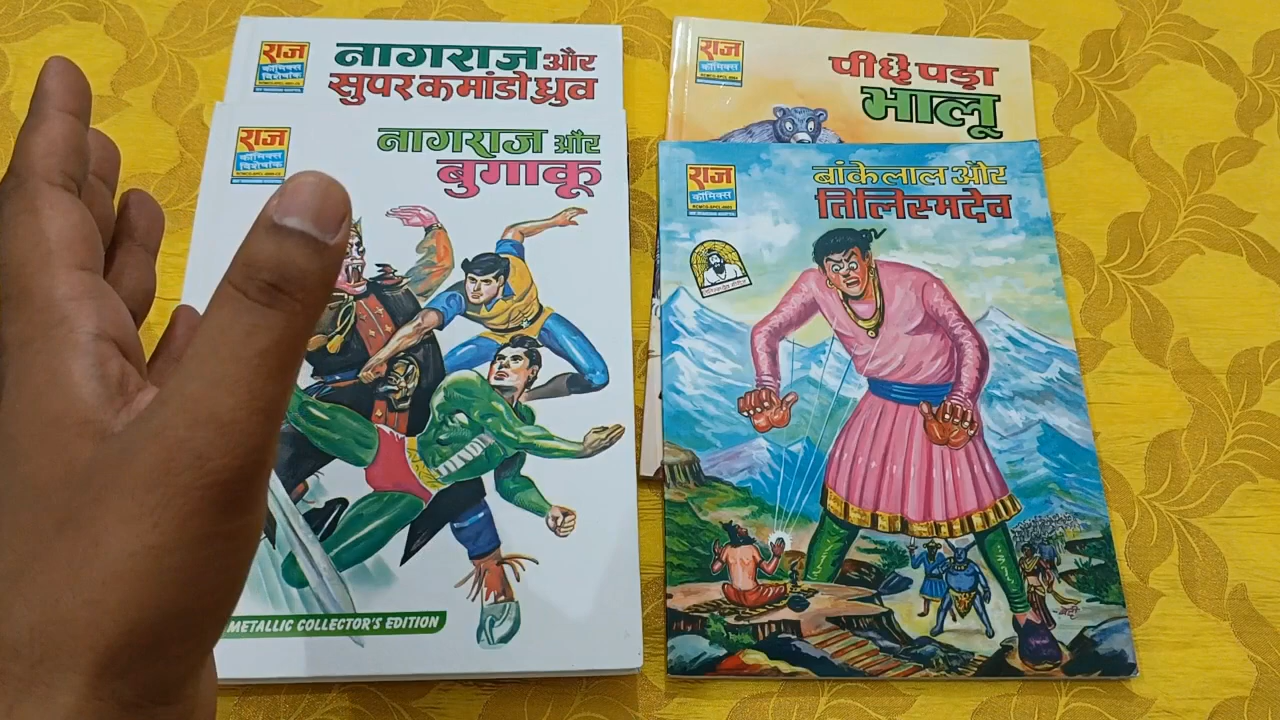 राज
कॉमिक्स
विशेषांक
नागराज और
सुपर कमांडो ध्रुव
राज
कॉमिक्स
विशेषांक
नागराज और
बुगाकू
METALLIC COLLECTOR'S EDITION
राज
कॉमिक्स
पीछे पड़ा
भालू
राज
कॉमिक्स
बांकेलाल और
तिलिस्मदेव